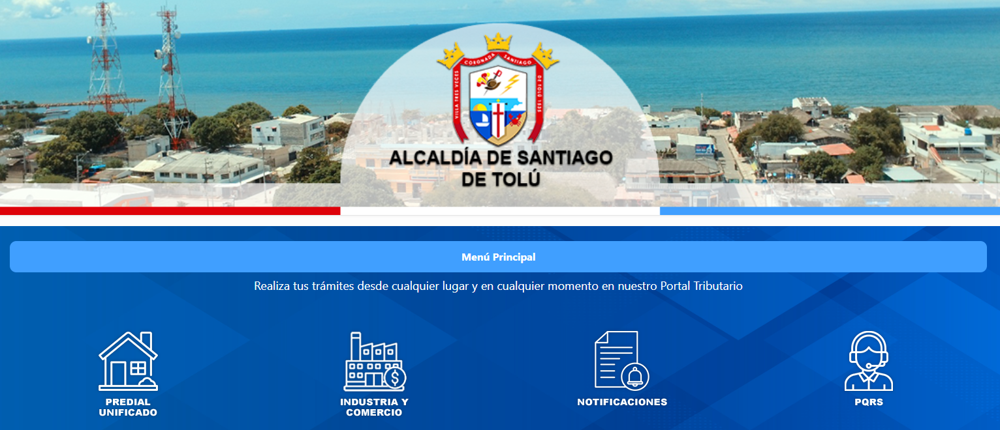 VILLA TRES VECES
CORONADA
SANTIAGO
DE TOLÚ 1535
ALCALDÍA DE SANTIAGO
DE TOLÚ
Menú Principal
Realiza tus trámites desde cualquier lugar y en cualquier momento en nuestro Portal Tributario
PREDIAL
UNIFICADO
INDUSTRIA Y
COMERCIO
NOTIFICACIONES
PQRS